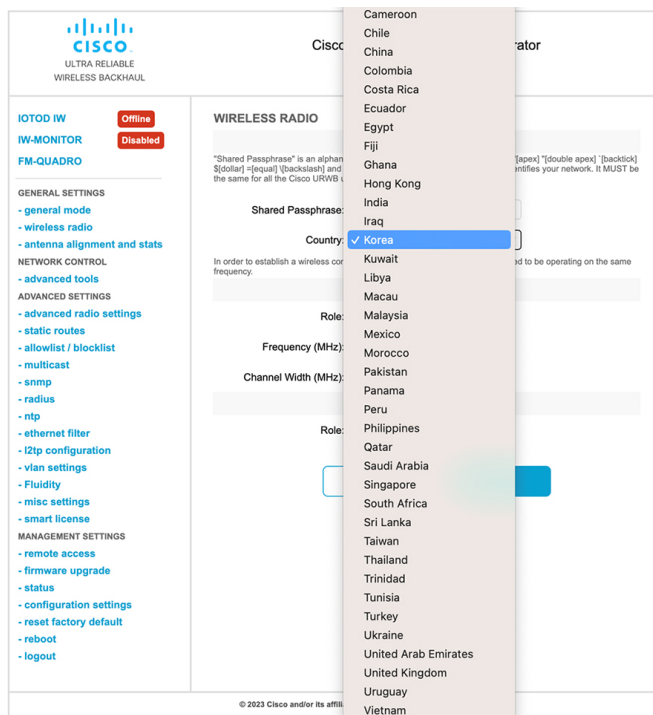 CISCO
ULTRA RELIABLE
WIRELESS BACKHAUL
Cisco
rator
IOTOD IW Offline
IW-MONITOR Disabled
FM-QUADRO
GENERAL SETTINGS
- general mode
- wireless radio
- antenna alignment and stats
NETWORK CONTROL
- advanced tools
ADVANCED SETTINGS
- advanced radio settings
- static routes
- allowlist / blocklist
- multicast
- snmp
- radius
- ntp
- ethernet filter
- l2tp configuration
- vlan settings
- Fluidity
- misc settings
- smart license
MANAGEMENT SETTINGS
- remote access
- firmware upgrade
- status
- configuration settings
- reset factory default
- reboot
- logout
WIRELESS RADIO
"Shared Passphrase" is an alphan
[apex] "[double apex] `[backtick]
$[dollar] =[equal] \[backslash] and
entifies your network. It MUST be
the same for all the Cisco URWB u
Shared Passphrase:
Country:
In order to establish a wireless con
ed to be operating on the same
frequency.
Role:
Frequency (MHz):
Channel Width (MHz):
Role:
Cameroon
Chile
China
Colombia
Costa Rica
Ecuador
Egypt
Fiji
Ghana
Hong Kong
India
Iraq
✓ Korea
Kuwait
Libya
Macau
Malaysia
Mexico
Morocco
Pakistan
Panama
Peru
Philippines
Qatar
Saudi Arabia
Singapore
South Africa
Sri Lanka
Taiwan
Thailand
Trinidad
Tunisia
Turkey
Ukraine
United Arab Emirates
United Kingdom
Uruguay
Vietnam
© 2023 Cisco and/or its affili